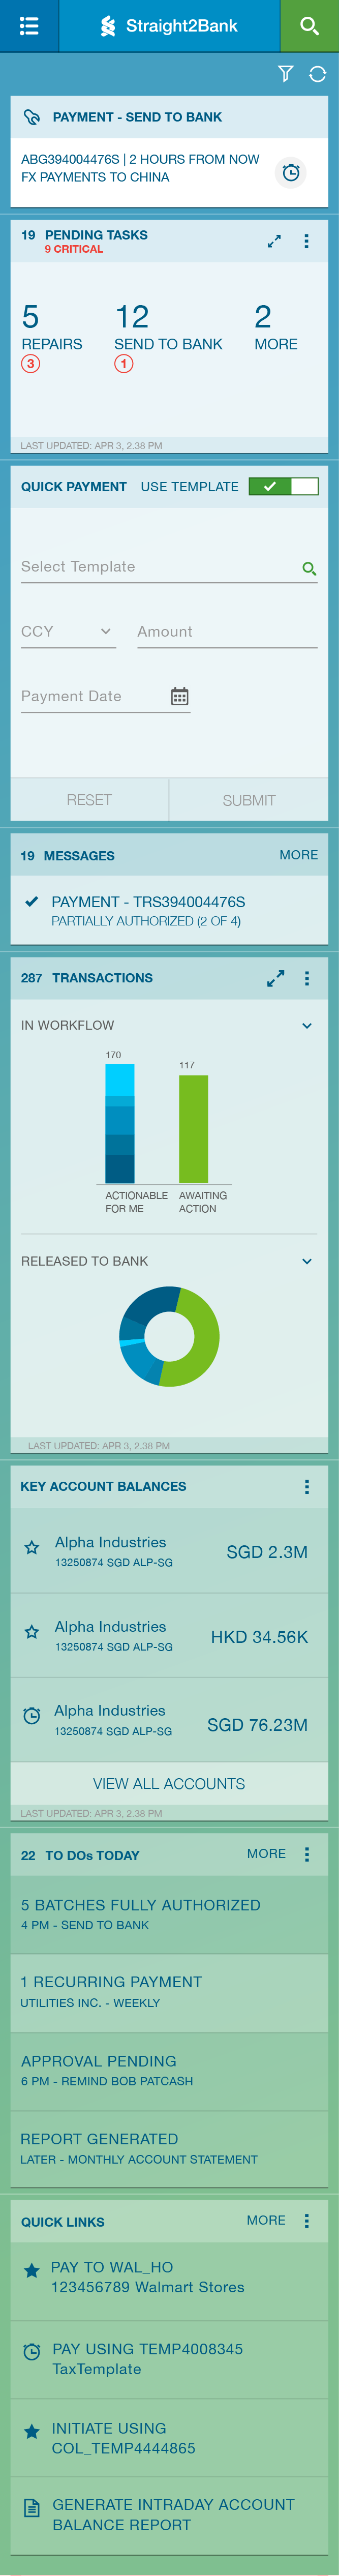 Straight2Bank
PAYMENT - SEND TO BANK
ABG394004476S | 2 HOURS FROM NOW
FX PAYMENTS TO CHINA
19 PENDING TASKS
9 CRITICAL
5 12 2
REPAIRS SEND TO BANK MORE
3 1
LAST UPDATED: APR 3, 2.38 PM
QUICK PAYMENT USE TEMPLATE
Select Template
CCY Amount
Payment Date
RESET SUBMIT
19 MESSAGES MORE
PAYMENT - TRS394004476S
PARTIALLY AUTHORIZED (2 OF 4)
287 TRANSACTIONS
IN WORKFLOW
170
117
ACTIONABLE AWAITING
FOR ME ACTION
RELEASED TO BANK
LAST UPDATED: APR 3, 2.38 PM
KEY ACCOUNT BALANCES
Alpha Industries
SGD 2.3M
13250874 SGD ALP-SG
Alpha Industries
HKD 34.56K
13250874 SGD ALP-SG
Alpha Industries
SGD 76.23M
13250874 SGD ALP-SG
VIEW ALL ACCOUNTS
LAST UPDATED: APR 3, 2.38 PM
22 TO DOs TODAY MORE
5 BATCHES FULLY AUTHORIZED
4 PM - SEND TO BANK
1 RECURRING PAYMENT
UTILITIES INC. - WEEKLY
APPROVAL PENDING
6 PM - REMIND BOB PATCASH
REPORT GENERATED
LATER - MONTHLY ACCOUNT STATEMENT
QUICK LINKS MORE
PAY TO WAL_HO
123456789 Walmart Stores
PAY USING TEMP4008345
TaxTemplate
INITIATE USING
COL_TEMP4444865
GENERATE INTRADAY ACCOUNT
BALANCE REPORT